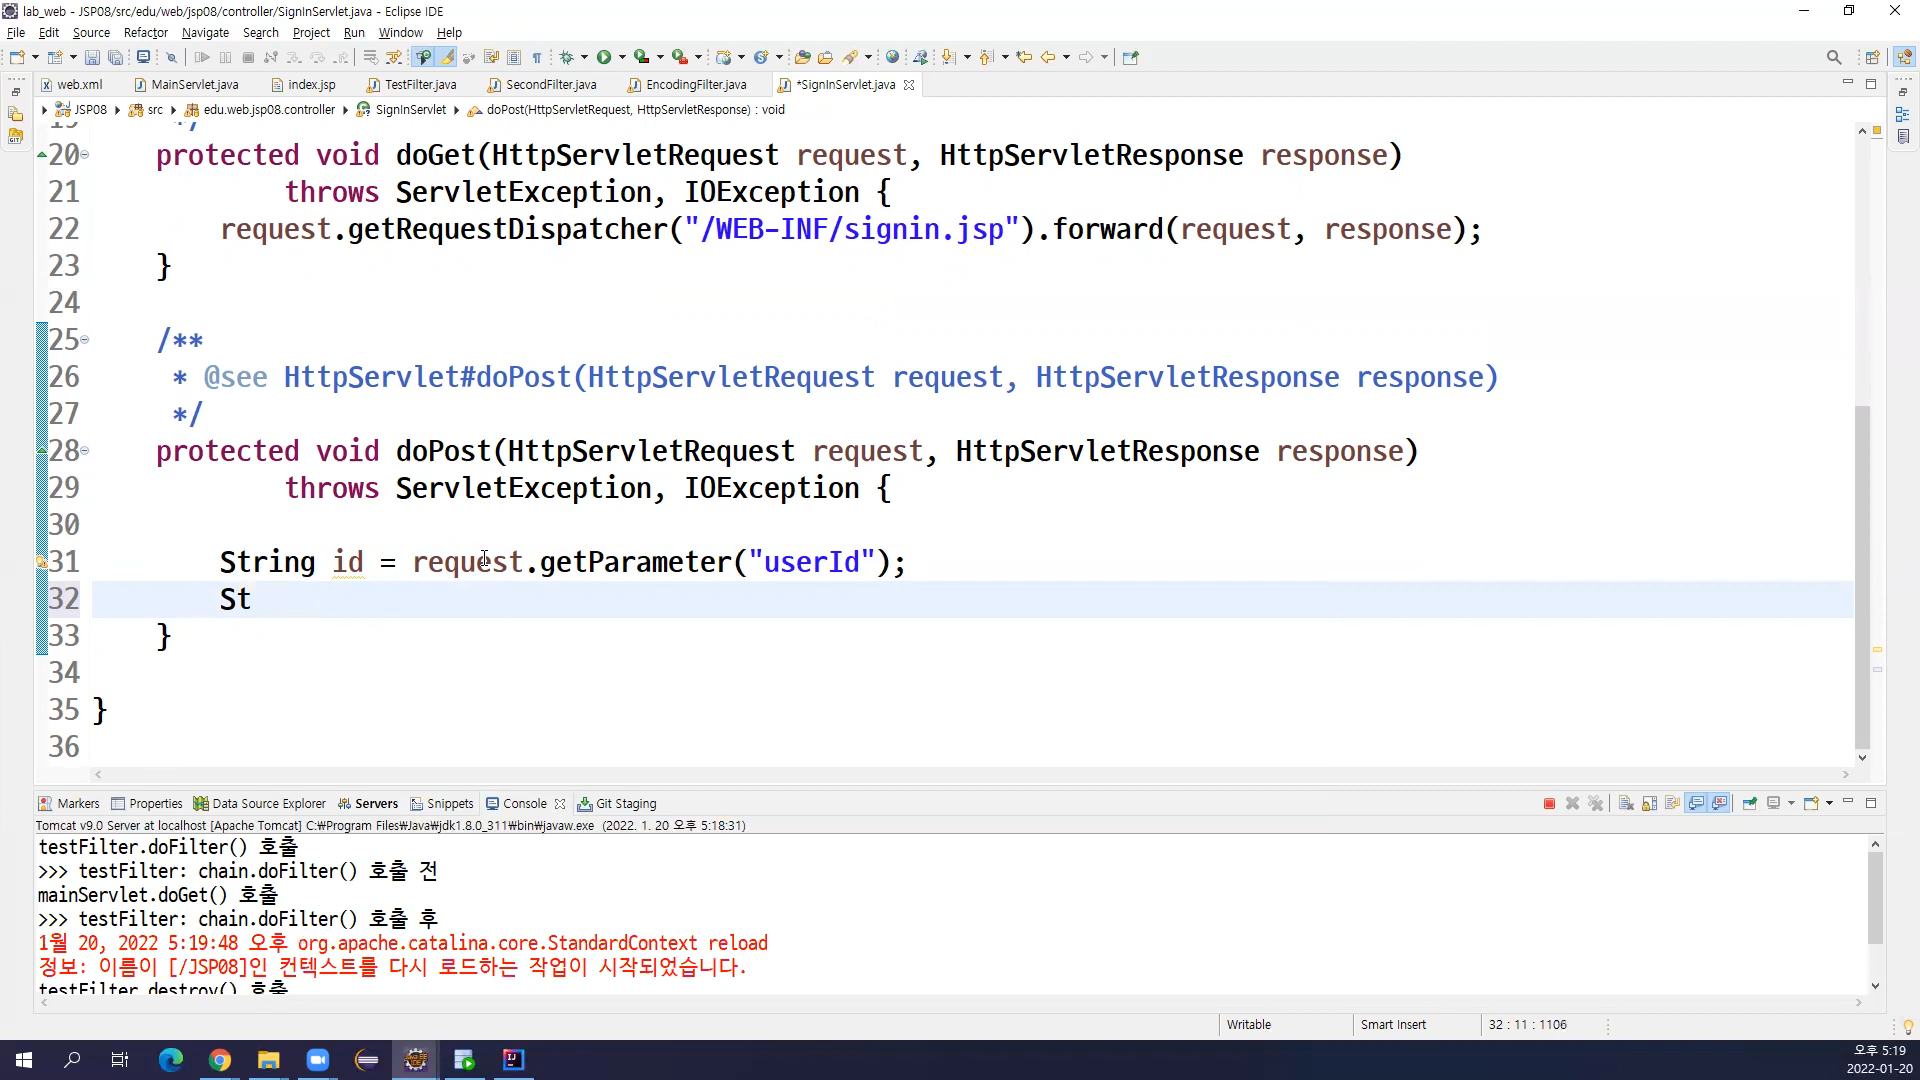 lab_web - JSP08/src/edu/web/jsp08/controller/SignInServlet.java - Eclipse IDE
File Edit Source Refactor Navigate Search Project Run Window Help
web.xml MainServlet.java index.jsp TestFilter.java SecondFilter.java EncodingFilter.java *SignInServlet.java
JSP08 src edu.web.jsp08.controller SignInServlet doPost(HttpServletRequest, HttpServletResponse) : void
19 */
20 protected void doGet(HttpServletRequest request, HttpServletResponse response)
21 throws ServletException, IOException {
22 request.getRequestDispatcher("/WEB-INF/signin.jsp").forward(request, response);
23 }
24
25 /**
26 * @see HttpServlet#doPost(HttpServletRequest request, HttpServletResponse response)
27 */
28 protected void doPost(HttpServletRequest request, HttpServletResponse response)
29 throws ServletException, IOException {
30
31 String id = request.getParameter("userId");
32 St
33 }
34
35 }
36
Markers Properties Data Source Explorer Servers Snippets Console Git Staging
Tomcat v9.0 Server at localhost [Apache Tomcat] C:₩Program Files₩Java₩jdk1.8.0_311₩bin₩javaw.exe (2022. 1. 20 오후 5:18:31)
testFilter.doFilter() 호출
>>> testFilter: chain.doFilter() 호출 전
mainServlet.doGet() 호출
>>> testFilter: chain.doFilter() 호출 후
1월 20, 2022 5:19:48 오후 org.apache.catalina.core.StandardContext reload
정보: 이름이 [/JSP08]인 컨텍스트를 다시 로드하는 작업이 시작되었습니다.
testFilter.destroy() 호출
Writable Smart Insert 32 : 11 : 1106
오후 5:19
2022-01-20